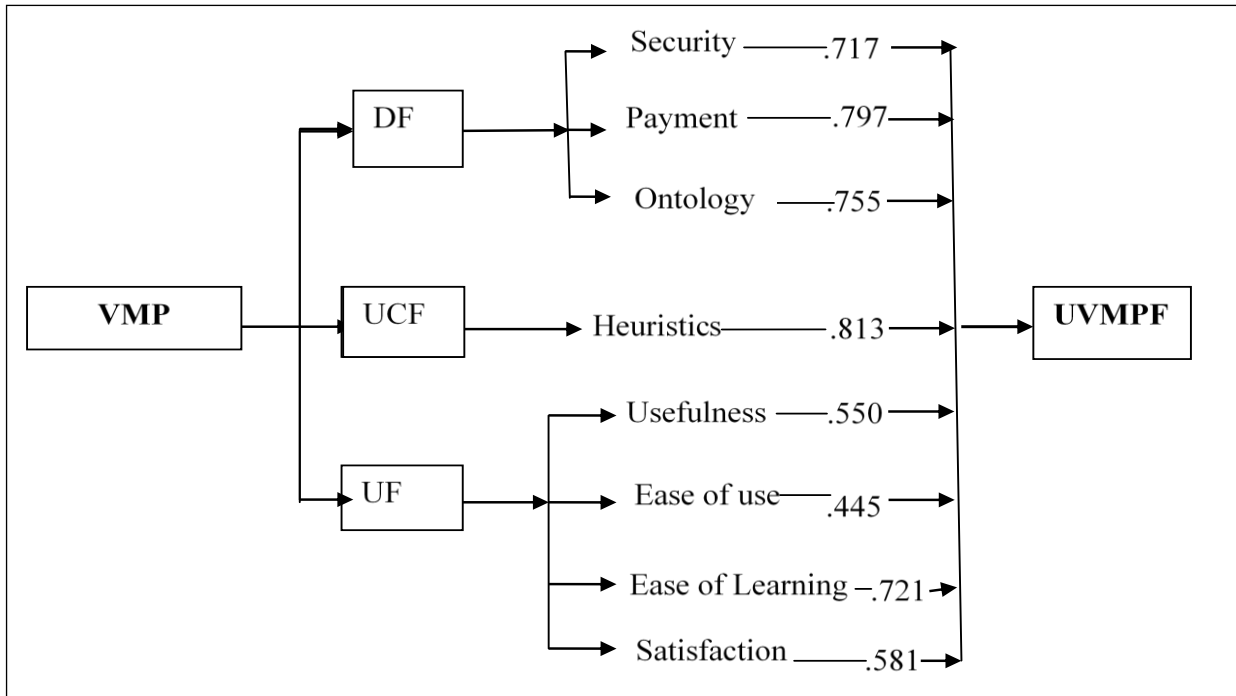 Security .717
DF
Payment .797
Ontology .755
VMP
UCF
Heuristics .813
UVMPF
Usefulness .550
UF
Ease of use .445
Ease of Learning .721
Satisfaction .581